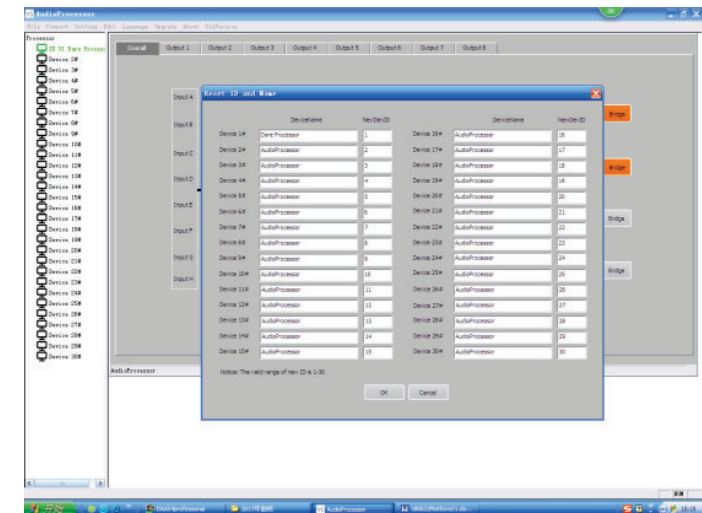 AudioProcessor
26
File Connect Setting Edit Language Upgrade About OldVersion
Processor
Device 2#
Device 3#
Device 4#
Device 5#
Device 6#
Device 7#
Device 8#
Device 9#
Device 10#
Device 11#
Device 12#
Device 13#
Device 14#
Device 15#
Device 16#
Device 17#
Device 18#
Device 19#
Device 20#
Device 21#
Device 22#
Device 23#
Device 24#
Device 25#
Device 26#
Device 27#
Device 28#
Device 29#
Device 30#
Overall Output 1 Output 2 Output 3 Output 4 Output 5 Output 6 Output 7 Output 8
Input A
Input B
Input C
Input D
Input E
Input F
Input G
Input H
Bridge
Bridge
Bridge
Bridge
Reset ID and Name
DeviceName NewDevID DeviceName NewDevID
Device 1# Dare Processor 1 Device 16# AudioProcessor 16
Device 2# AudioProcessor 2 Device 17# AudioProcessor 17
Device 3# AudioProcessor 3 Device 18# AudioProcessor 18
Device 4# AudioProcessor 4 Device 19# AudioProcessor 19
Device 5# AudioProcessor 5 Device 20# AudioProcessor 20
Device 6# AudioProcessor 6 Device 21# AudioProcessor 21
Device 7# AudioProcessor 7 Device 22# AudioProcessor 22
Device 8# AudioProcessor 8 Device 23# AudioProcessor 23
Device 9# AudioProcessor 9 Device 24# AudioProcessor 24
Device 10# AudioProcessor 10 Device 25# AudioProcessor 25
Device 11# AudioProcessor 11 Device 26# AudioProcessor 26
Device 12# AudioProcessor 12 Device 27# AudioProcessor 27
Device 13# AudioProcessor 13 Device 28# AudioProcessor 28
Device 14# AudioProcessor 14 Device 29# AudioProcessor 29
Device 15# AudioProcessor 15 Device 30# AudioProcessor 30
Notice: The valid range of new ID is 1-30
OK Cancel
AudioProcessor
开始 AudioProcessor